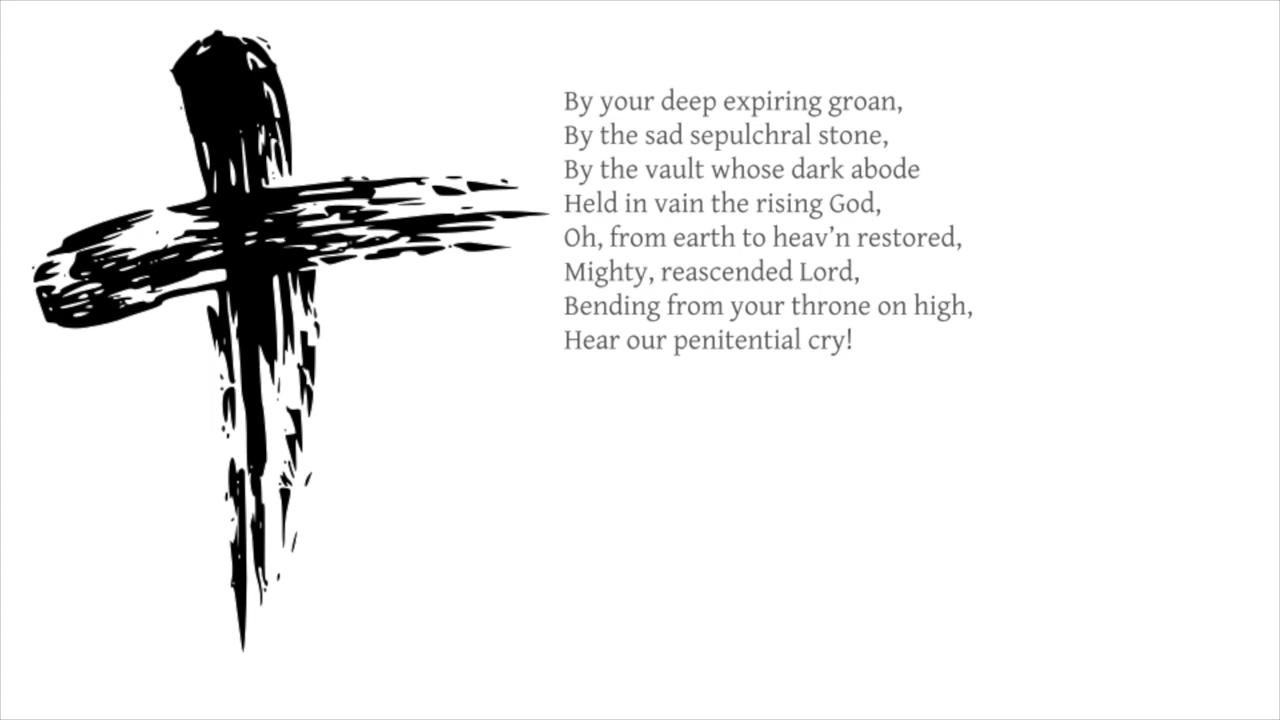 By your deep expiring groan,
By the sad sepulchral stone,
By the vault whose dark abode
Held in vain the rising God,
Oh, from earth to heav’n restored,
Mighty, reascended Lord,
Bending from your throne on high,
Hear our penitential cry!